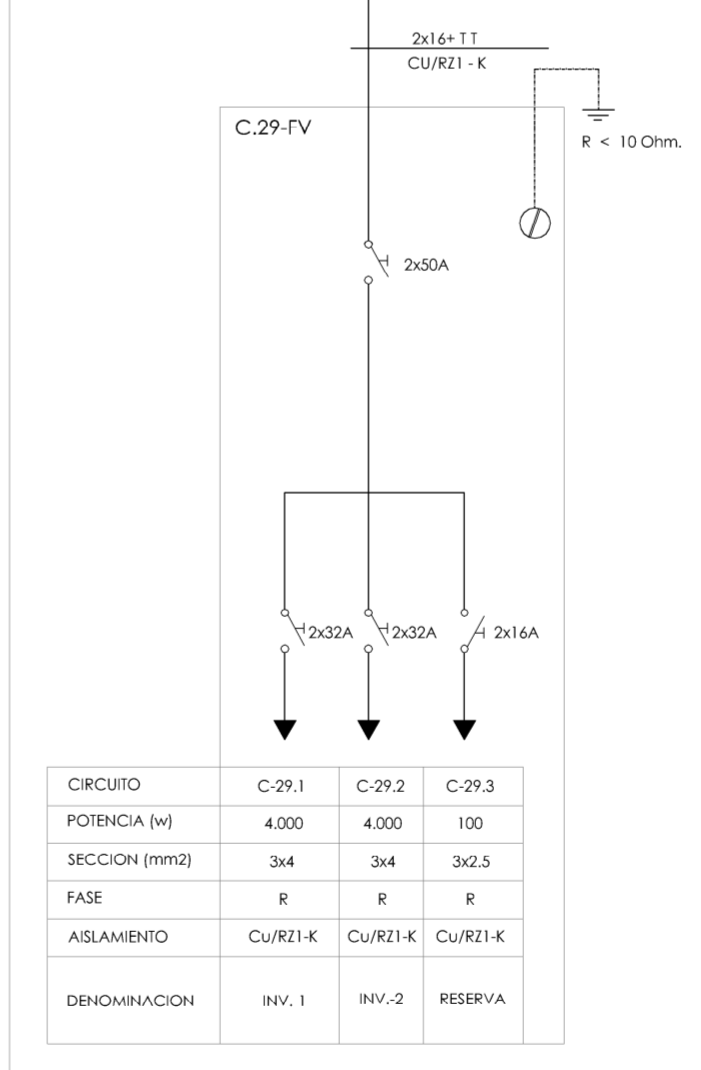 2x16+ T T
CU/RZ1 - K
C.29-FV
R < 10 Ohm.
2x50A
2x32A 2x32A 2x16A
CIRCUITO C-29.1 C-29.2 C-29.3
POTENCIA (w) 4.000 4.000 100
SECCION (mm2) 3x4 3x4 3x2.5
FASE R R R
AISLAMIENTO Cu/RZ1-K Cu/RZ1-K Cu/RZ1-K
DENOMINACION INV. 1 INV.-2 RESERVA